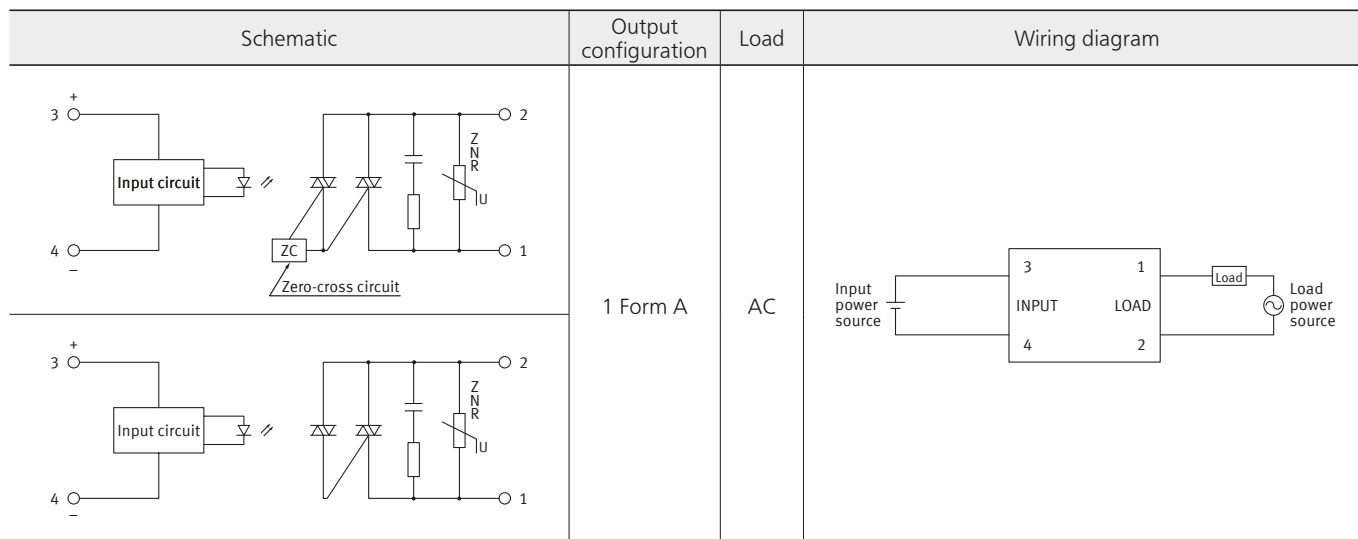 Schematic
Output
configuration
Load
Wiring diagram
+
3
2
Z
N
R
Input circuit
U
4
–
ZC
1
Zero-cross circuit
1 Form A
AC
3
1
Load
Input
power
source
INPUT
LOAD
Load
power
source
4
2
+
3
2
Z
N
R
Input circuit
U
4
–
1